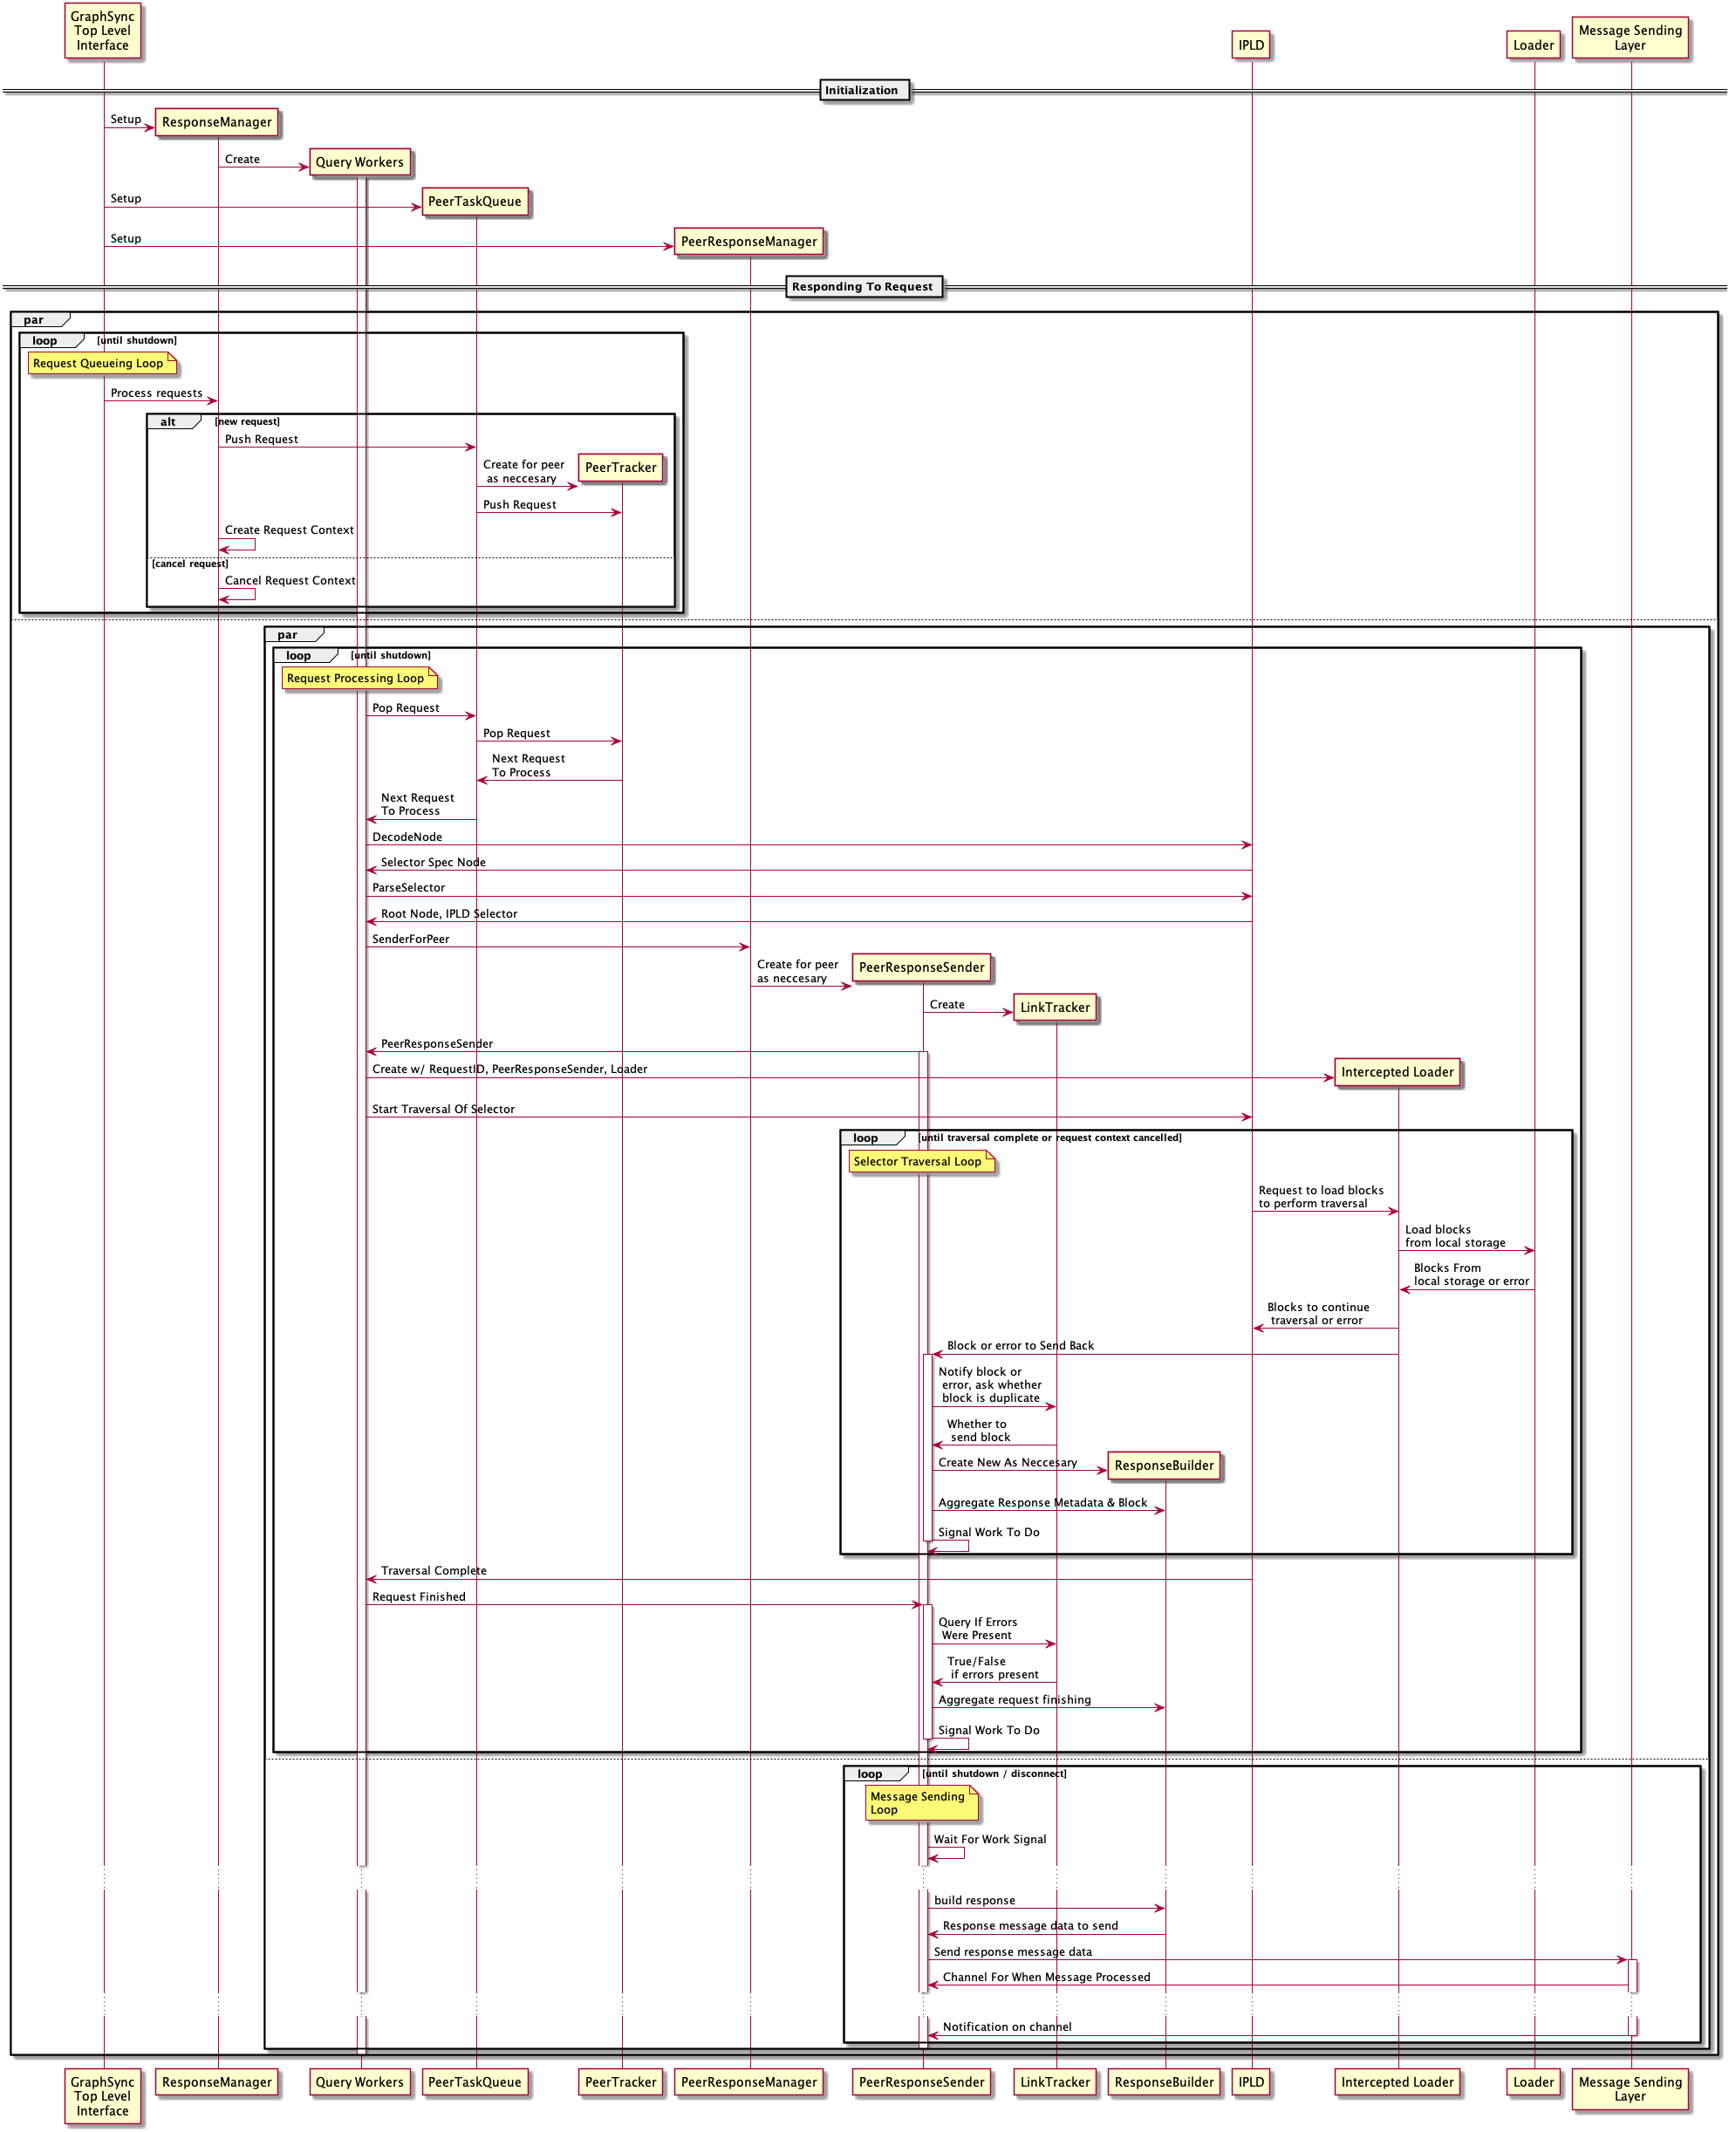 GraphSync
Top Level
Interface
IPLD
Loader
Message Sending
Layer
Initialization
Setup
ResponseManager
Create
Query Workers
Setup
PeerTaskQueue
Setup
PeerResponseManager
Responding To Request
par
loop [until shutdown]
Request Queueing Loop
Process requests
alt [new request]
Push Request
Create for peer
as neccesary
PeerTracker
Push Request
Create Request Context
[cancel request]
Cancel Request Context
par
loop [until shutdown]
Request Processing Loop
Pop Request
Pop Request
Next Request
To Process
Next Request
To Process
DecodeNode
Selector Spec Node
ParseSelector
Root Node, IPLD Selector
SenderForPeer
Create for peer
as neccesary
PeerResponseSender
Create
LinkTracker
PeerResponseSender
Create w/ RequestID, PeerResponseSender, Loader
Intercepted Loader
Start Traversal Of Selector
loop [until traversal complete or request context cancelled]
Selector Traversal Loop
Request to load blocks
to perform traversal
Load blocks
from local storage
Blocks From
local storage or error
Blocks to continue
traversal or error
Block or error to Send Back
Notify block or
error, ask whether
block is duplicate
Whether to
send block
Create New As Neccesary
ResponseBuilder
Aggregate Response Metadata & Block
Signal Work To Do
Traversal Complete
Request Finished
Query If Errors
Were Present
True/False
if errors present
Aggregate request finishing
Signal Work To Do
loop [until shutdown / disconnect]
Message Sending
Loop
Wait For Work Signal
build response
Response message data to send
Send response message data
Channel For When Message Processed
Notification on channel
GraphSync
Top Level
Interface
ResponseManager
Query Workers
PeerTaskQueue
PeerTracker
PeerResponseManager
PeerResponseSender
LinkTracker
ResponseBuilder
IPLD
Intercepted Loader
Loader
Message Sending
Layer